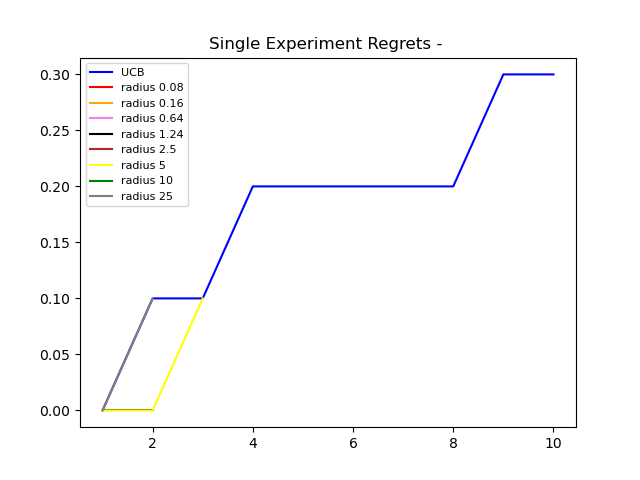 Single Experiment Regrets -
0.30
0.25
0.20
0.15
0.10
0.05
0.00
UCB
radius 0.08
radius 0.16
radius 0.64
radius 1.24
radius 2.5
radius 5
radius 10
radius 25
2 4 6 8 10